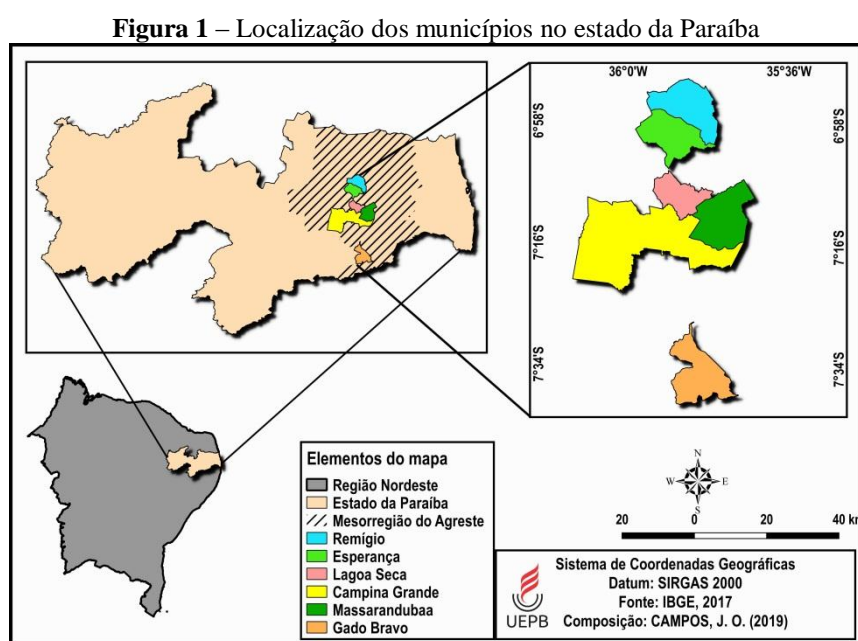 Figura 1 – Localização dos municípios no estado da Paraíba
36°0'W
35°36'W
6°58'S
6°58'S
7°16'S
7°16'S
7°34'S
7°34'S
Elementos do mapa
Região Nordeste
Estado da Paraíba
Mesorregião do Agreste
Remígio
Esperança
Lagoa Seca
Campina Grande
Massarandubaa
Gado Bravo
N
W
E
S
20
0
20
40 km
UEPB
Sistema de Coordenadas Geográficas
Datum: SIRGAS 2000
Fonte: IBGE, 2017
Composição: CAMPOS, J. O. (2019)